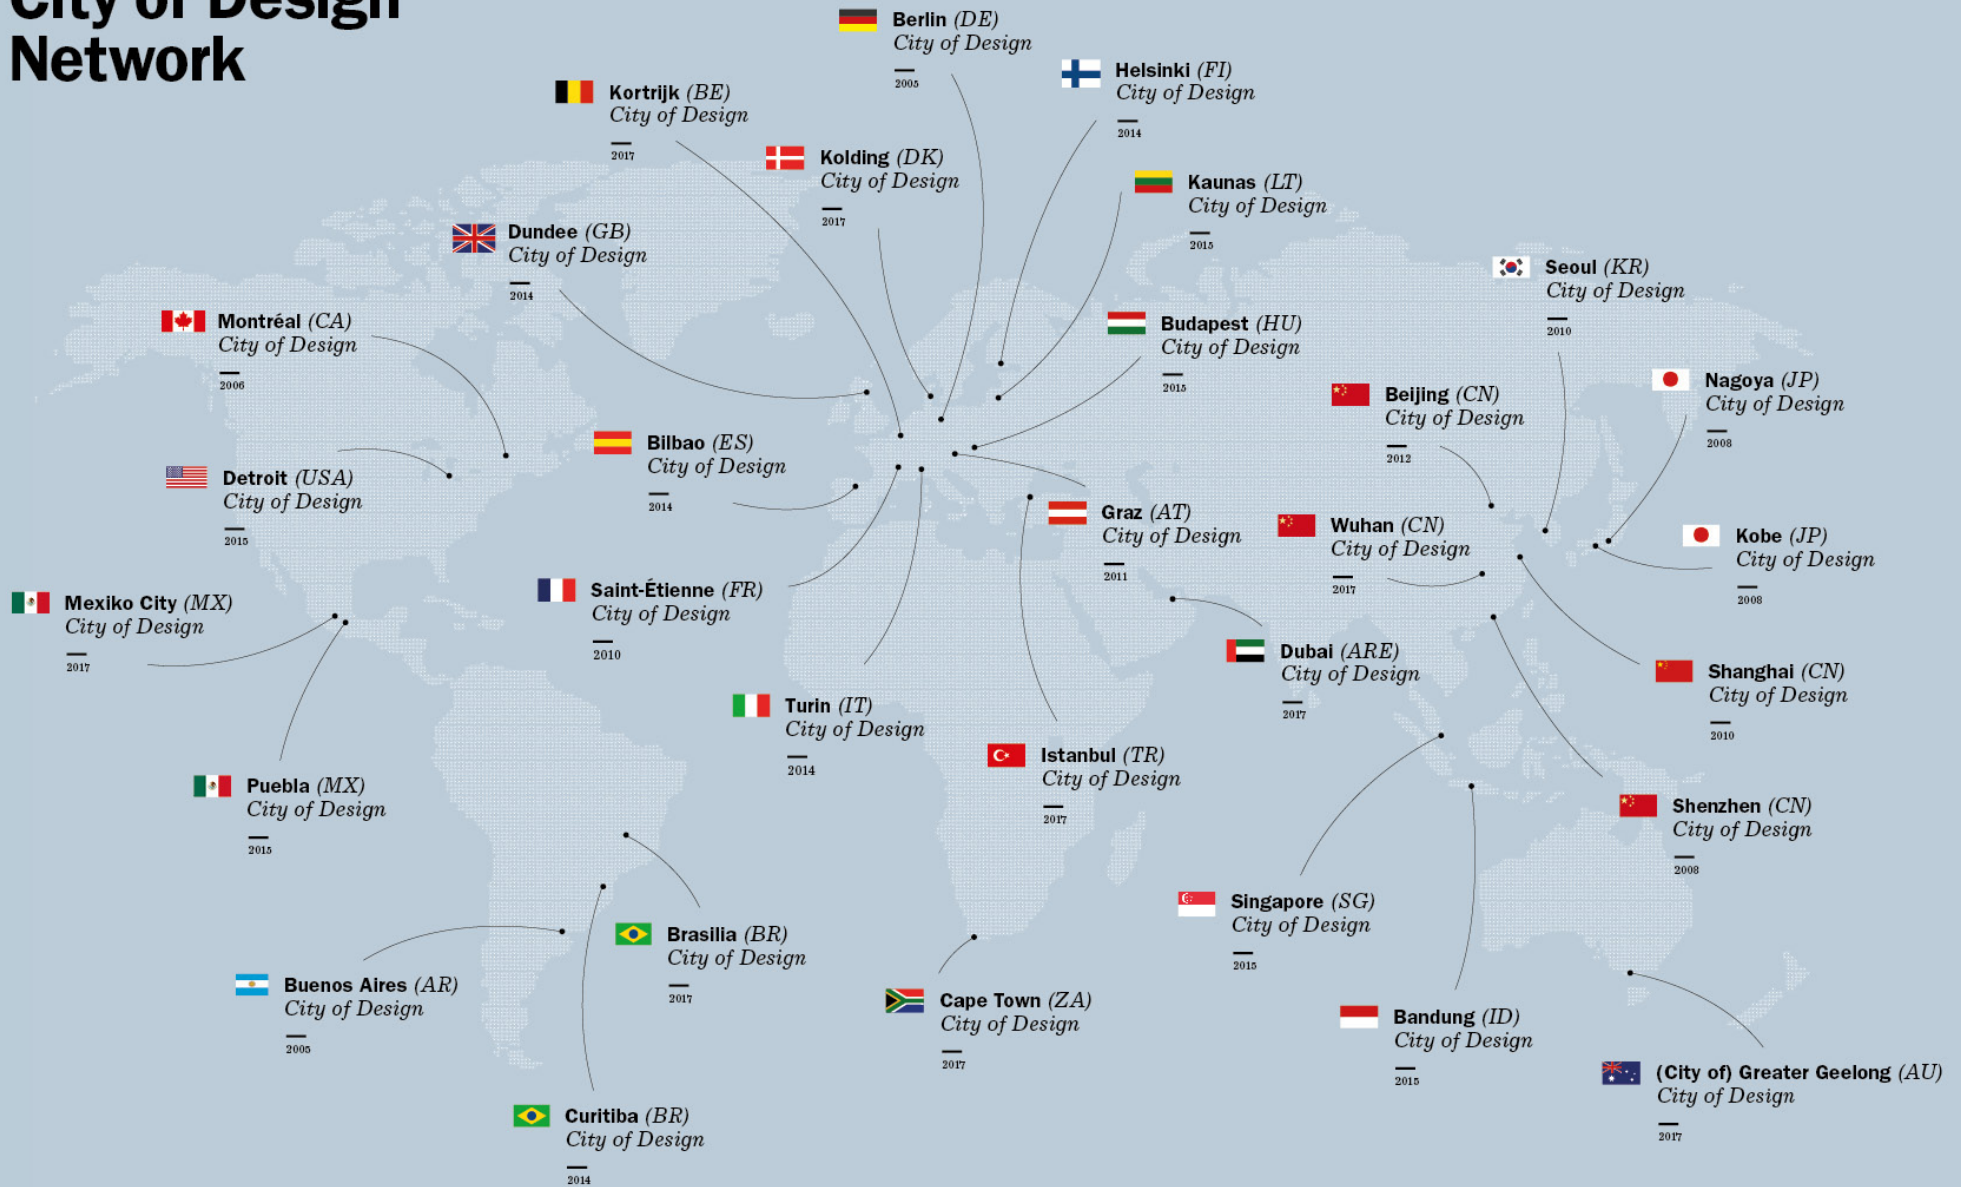 City of Design
Network
Berlin (DE)
City of Design
2005
Helsinki (FI)
City of Design
2014
Kortrijk (BE)
City of Design
2017
Kolding (DK)
City of Design
2017
Kaunas (LT)
City of Design
2015
Dundee (GB)
City of Design
2014
Seoul (KR)
City of Design
2010
Montréal (CA)
City of Design
2006
Budapest (HU)
City of Design
2015
Nagoya (JP)
City of Design
2008
Beijing (CN)
City of Design
2012
Bilbao (ES)
City of Design
2014
Detroit (USA)
City of Design
2015
Graz (AT)
City of Design
2011
Wuhan (CN)
City of Design
2017
Kobe (JP)
City of Design
2008
Saint-Étienne (FR)
City of Design
2010
Mexiko City (MX)
City of Design
2017
Dubai (ARE)
City of Design
2017
Shanghai (CN)
City of Design
2010
Turin (IT)
City of Design
2014
Istanbul (TR)
City of Design
2017
Puebla (MX)
City of Design
2015
Shenzhen (CN)
City of Design
2008
Singapore (SG)
City of Design
2015
Brasilia (BR)
City of Design
2017
Buenos Aires (AR)
City of Design
2005
Cape Town (ZA)
City of Design
2017
Bandung (ID)
City of Design
2015
(City of) Greater Geelong (AU)
City of Design
2017
Curitiba (BR)
City of Design
2014